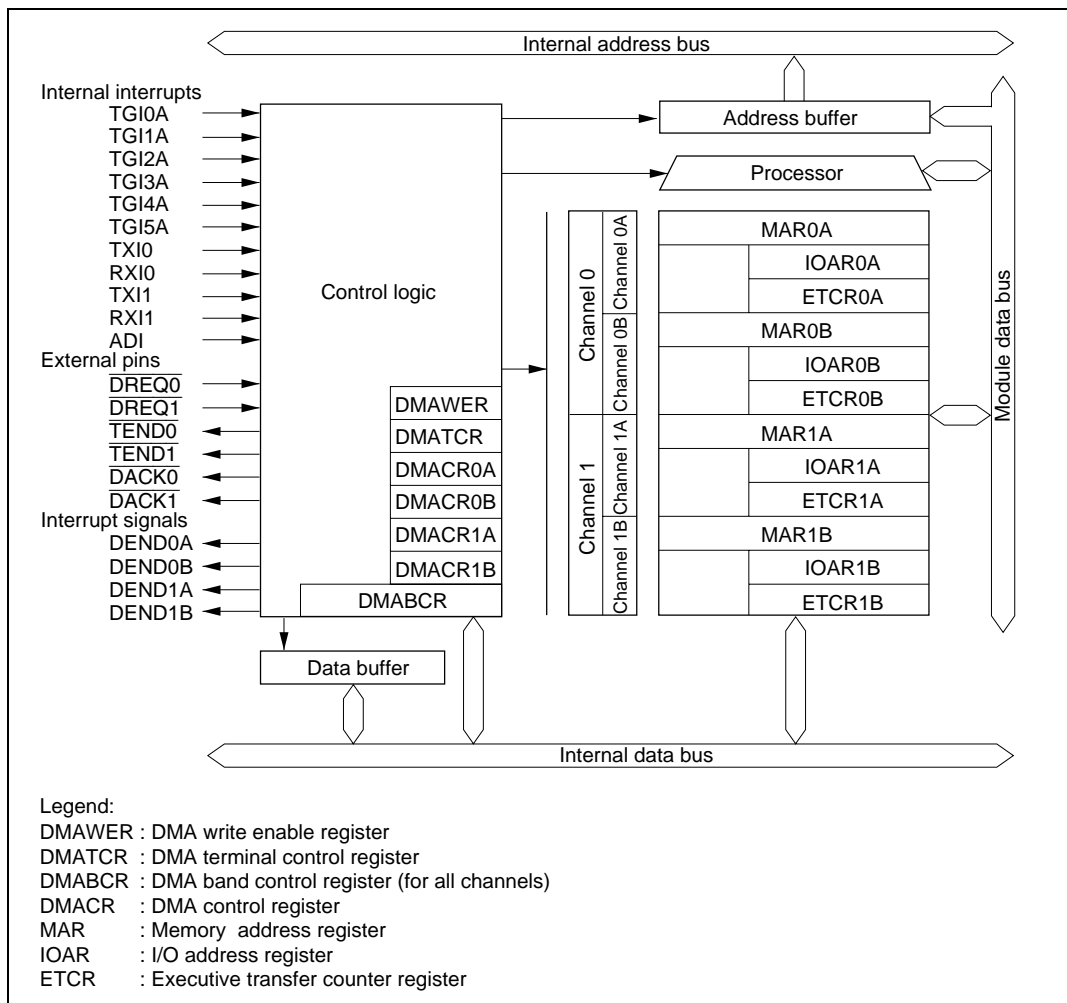 Internal address bus
Internal interrupts
TGI0A
TGI1A
TGI2A
TGI3A
TGI4A
TGI5A
TXI0
RXI0
TXI1
RXI1
ADI
External pins
DREQ0
DREQ1
TEND0
TEND1
DACK0
DACK1
Interrupt signals
DEND0A
DEND0B
DEND1A
DEND1B
Control logic
DMAWER
DMATCR
DMACR0A
DMACR0B
DMACR1A
DMACR1B
DMABCR
Data buffer
Address buffer
Processor
Channel 0
Channel 0A
Channel 0B
Channel 1
Channel 1A
Channel 1B
MAR0A
IOAR0A
ETCR0A
MAR0B
IOAR0B
ETCR0B
MAR1A
IOAR1A
ETCR1A
MAR1B
IOAR1B
ETCR1B
Module data bus
Internal data bus
Legend:
DMAWER : DMA write enable register
DMATCR : DMA terminal control register
DMABCR : DMA band control register (for all channels)
DMACR : DMA control register
MAR : Memory address register
IOAR : I/O address register
ETCR : Executive transfer counter register